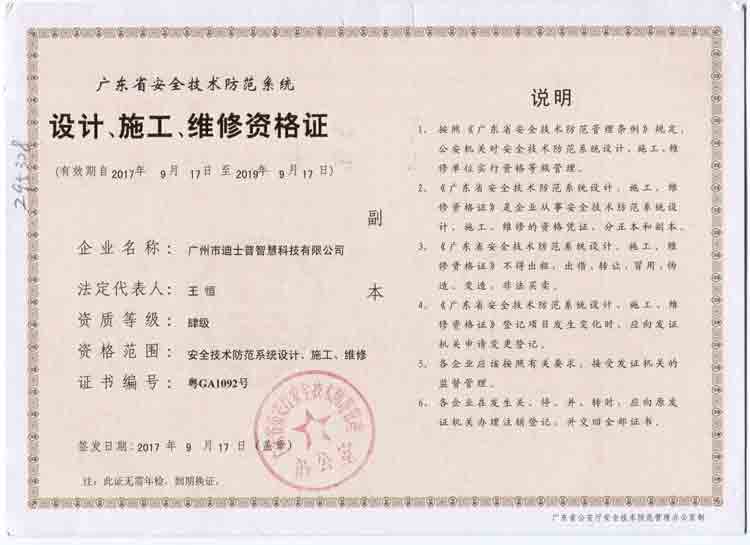 广东省安全技术防范系统
设计、施工、维修资格证
(有效期自2017年 9月 17日 至2019年 9月 17日)
副本
企业名称: 广州市迪士普智慧科技有限公司
法定代表人: 王恒
资质等级: 肆级
资格范围: 安全技术防范系统设计、施工、维修
证书编号: 粤GA1092号
签发日期:2017 年 9 月 17 日(盖章)
注:此证无需年检,到期换证。
说明
1、按照《广东省安全技术防范管理条例》规定,
公安机关对安全技术防范系统设计、施工、维
修单位实行资格等级管理。
2、《广东省安全技术防范系统设计、施工、维
修资格证》是企业从事安全技术防范系统设
计、施工、维修的资格凭证,分正本和副本。
3、《广东省安全技术防范系统设计、施工、维
修资格证》不得出租,出借,转让,冒用,伪
造、变造,非法买卖。
4、《广东省安全技术防范系统设计、施工、维
修资格证》登记项目发生变化时,应向发证
机关申请变更登记。
5、各企业应该按照有关要求,接受发证机关的
监督管理。
6、各企业在发生关、停、并、转时,应向原发
证机关办理注销登记,并交回全部证书。
广东省公安厅安全技术防范管理办公室制